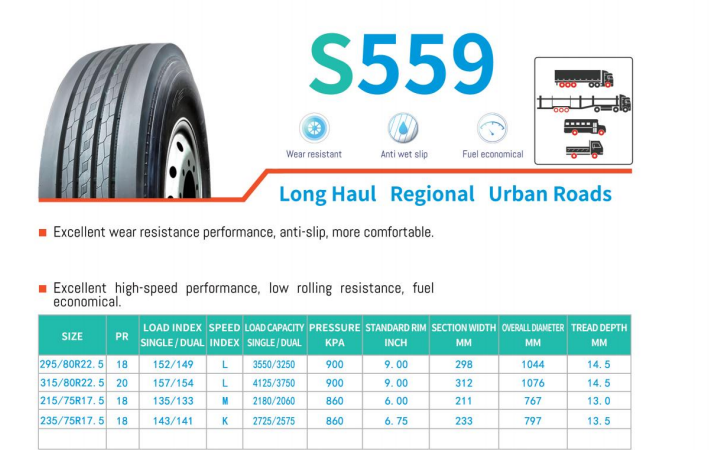 S559
Wear resistant Anti wet slip Fuel economical
Long Haul Regional Urban Roads
Excellent wear resistance performance, anti-slip, more comfortable.
Excellent high-speed performance, low rolling resistance, fuel
economical.
SIZE PR LOAD INDEX SINGLE / DUAL SPEED INDEX LOAD CAPACITY SINGLE / DUAL PRESSURE KPA STANDARD RIM INCH SECTION WIDTH MM OVERALL DIAMETER MM TREAD DEPTH MM
295/80R22.5 18 152/149 L 3550/3250 900 9.00 298 1044 14.5
315/80R22.5 20 157/154 L 4125/3750 900 9.00 312 1076 14.5
215/75R17.5 18 135/133 M 2180/2060 860 6.00 211 767 13.0
235/75R17.5 18 143/141 K 2725/2575 860 6.75 233 797 13.5